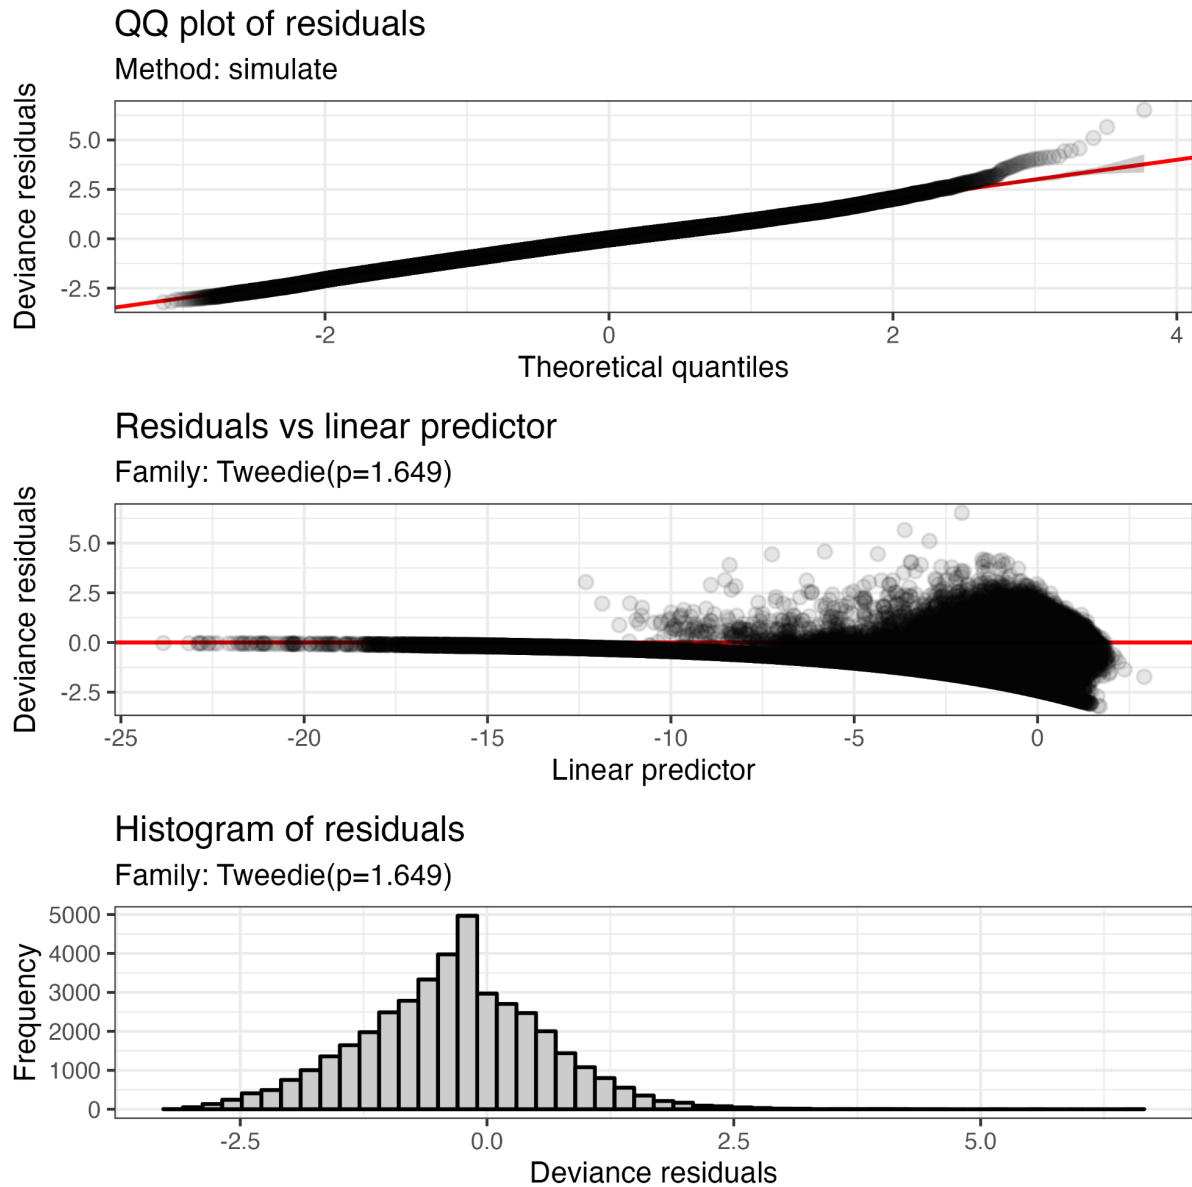 QQ plot of residuals
Method: simulate
Deviance residuals
5.0
2.5
0.0
-2.5
-2
0
2
4
Theoretical quantiles
Residuals vs linear predictor
Family: Tweedie(p=1.649)
Deviance residuals
5.0
2.5
0.0
-2.5
-25
-20
-15
-10
-5
0
Linear predictor
Histogram of residuals
Family: Tweedie(p=1.649)
Frequency
5000
4000
3000
2000
1000
0
-2.5
0.0
2.5
5.0
Deviance residuals